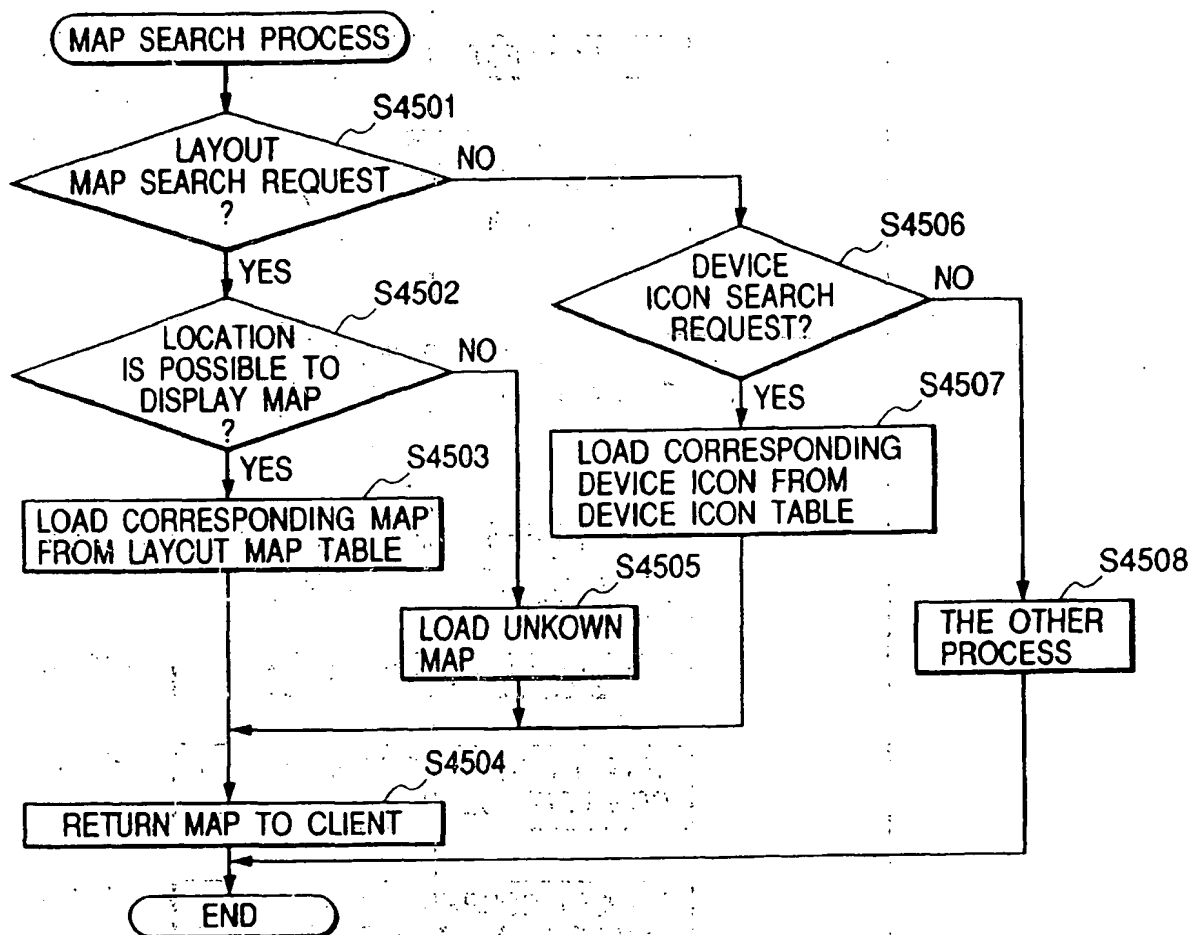 MAP SEARCH PROCESS
S4501
LAYOUT
MAP SEARCH REQUEST
?
NO
YES
S4502
LOCATION
IS POSSIBLE TO
DISPLAY MAP
?
NO
YES
S4503
LOAD CORRESPONDING MAP
FROM LAYCUT MAP TABLE
S4506
DEVICE
ICON SEARCH
REQUEST?
NO
YES
S4507
LOAD CORRESPONDING
DEVICE ICON FROM
DEVICE ICON TABLE
S4505
LOAD UNKOWN
MAP
S4508
THE OTHER
PROCESS
S4504
RETURN MAP TO CLIENT
END